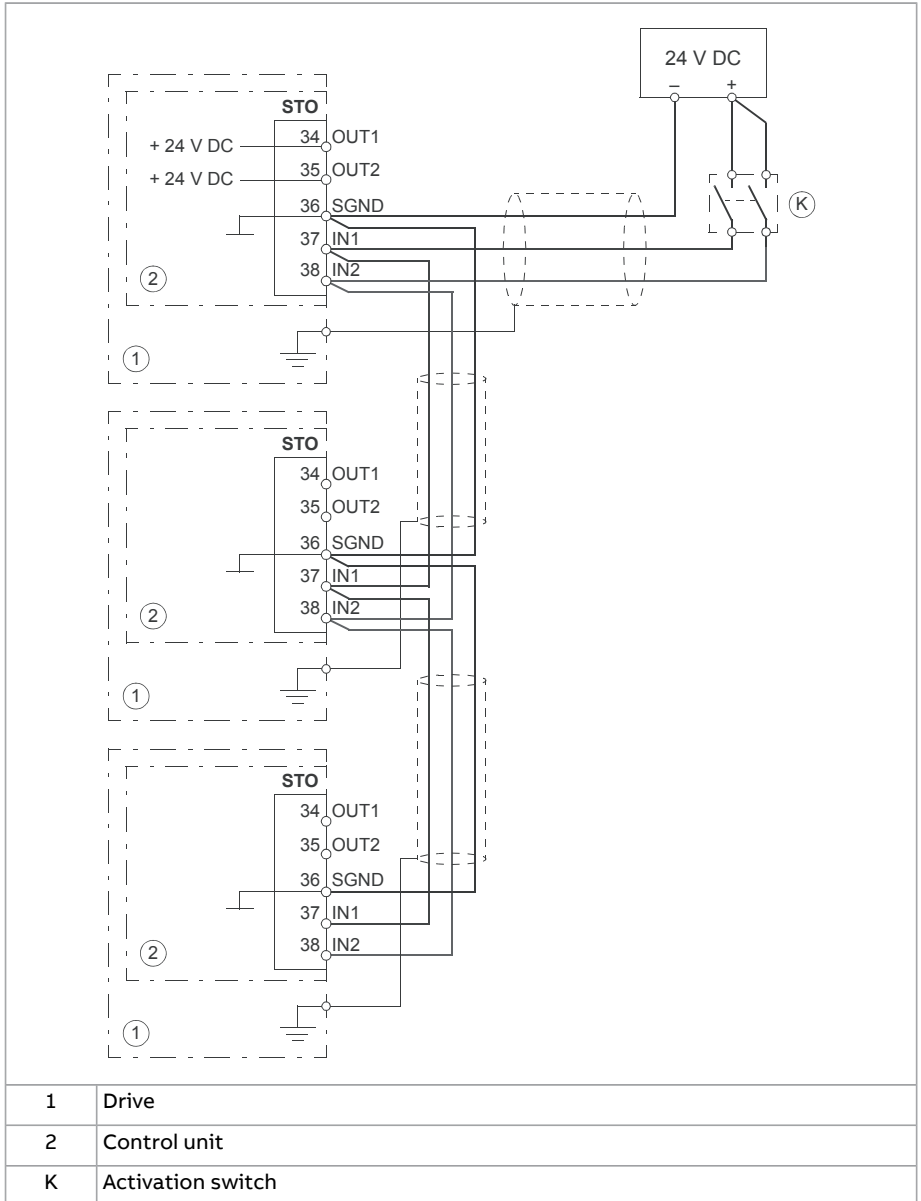 24 V DC
– +
STO
+ 24 V DC 34 OUT1
+ 24 V DC 35 OUT2
36 SGND
37 IN1
38 IN2
K
2
1
STO
34 OUT1
35 OUT2
36 SGND
37 IN1
38 IN2
2
1
STO
34 OUT1
35 OUT2
36 SGND
37 IN1
38 IN2
2
1
1 Drive
2 Control unit
K Activation switch